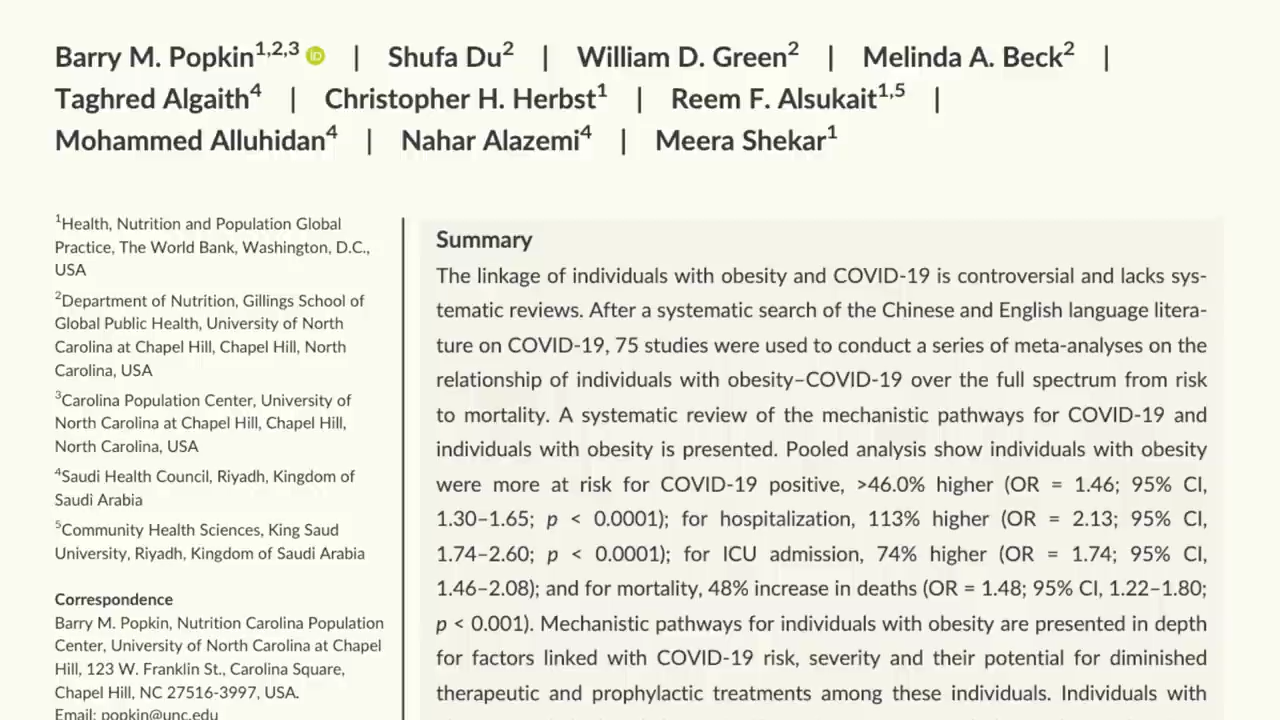 Barry M. Popkin1,2,3 | Shufa Du2 | William D. Green2 | Melinda A. Beck2 |
Taghred Algaith4 | Christopher H. Herbst1 | Reem F. Alsukait1,5 |
Mohammed Alluhidan4 | Nahar Alazemi4 | Meera Shekar1
1Health, Nutrition and Population Global
Practice, The World Bank, Washington, D.C.,
USA
2Department of Nutrition, Gillings School of
Global Public Health, University of North
Carolina at Chapel Hill, Chapel Hill, North
Carolina, USA
3Carolina Population Center, University of
North Carolina at Chapel Hill, Chapel Hill,
North Carolina, USA
4Saudi Health Council, Riyadh, Kingdom of
Saudi Arabia
5Community Health Sciences, King Saud
University, Riyadh, Kingdom of Saudi Arabia
Correspondence
Barry M. Popkin, Nutrition Carolina Population
Center, University of North Carolina at Chapel
Hill, 123 W. Franklin St., Carolina Square,
Chapel Hill, NC 27516-3997, USA.
Email: popkin@unc.edu
Summary
The linkage of individuals with obesity and COVID-19 is controversial and lacks sys-
tematic reviews. After a systematic search of the Chinese and English language litera-
ture on COVID-19, 75 studies were used to conduct a series of meta-analyses on the
relationship of individuals with obesity–COVID-19 over the full spectrum from risk
to mortality. A systematic review of the mechanistic pathways for COVID-19 and
individuals with obesity is presented. Pooled analysis show individuals with obesity
were more at risk for COVID-19 positive, >46.0% higher (OR = 1.46; 95% CI,
1.30–1.65; p < 0.0001); for hospitalization, 113% higher (OR = 2.13; 95% CI,
1.74–2.60; p < 0.0001); for ICU admission, 74% higher (OR = 1.74; 95% CI,
1.46–2.08); and for mortality, 48% increase in deaths (OR = 1.48; 95% CI, 1.22–1.80;
p < 0.001). Mechanistic pathways for individuals with obesity are presented in depth
for factors linked with COVID-19 risk, severity and their potential for diminished
therapeutic and prophylactic treatments among these individuals. Individuals with